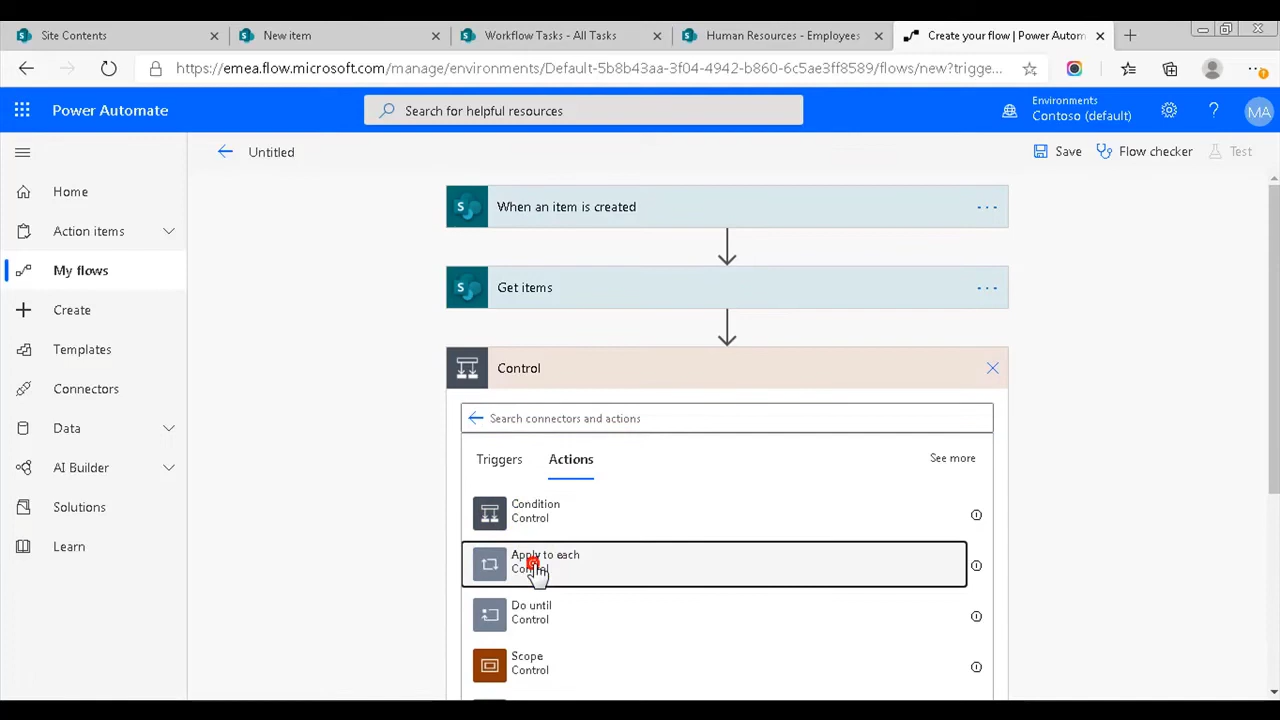 Site Contents
New item
Workflow Tasks - All Tasks
Human Resources - Employees
Create your flow | Power Autom
https://emea.flow.microsoft.com/manage/environments/Default-5b8b43aa-3f04-4942-b860-6c5ae3ff8589/flows/new?trigge...
Power Automate
Search for helpful resources
Environments
Contoso (default)
?
MA
Untitled
Save
Flow checker
Test
Home
Action items
My flows
Create
Templates
Connectors
Data
AI Builder
Solutions
Learn
S
When an item is created
...
S
Get items
...
Control
Search connectors and actions
Triggers
Actions
See more
Condition
Control
Apply to each
Do until
Control
Scope
Control